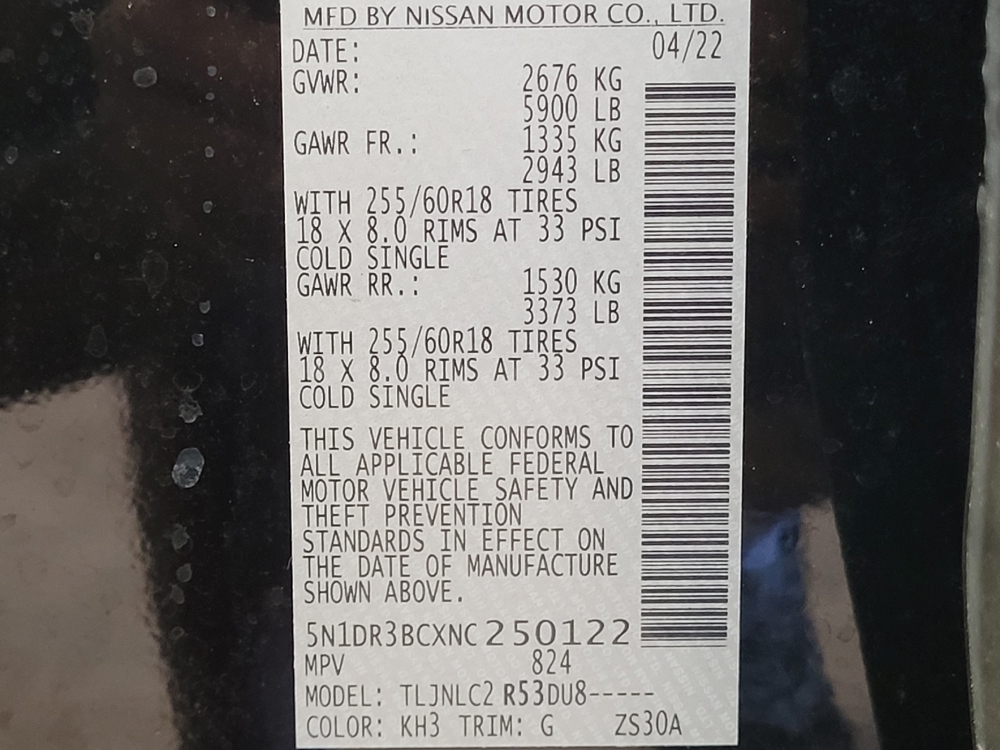 MFD BY NISSAN MOTOR CO., LTD.
DATE: 04/22
GVWR: 2676 KG
5900 LB
GAWR FR.: 1335 KG
2943 LB
WITH 255/60R18 TIRES
18 X 8.0 RIMS AT 33 PSI
COLD SINGLE
GAWR RR.: 1530 KG
3373 LB
WITH 255/60R18 TIRES
18 X 8.0 RIMS AT 33 PSI
COLD SINGLE
THIS VEHICLE CONFORMS TO
ALL APPLICABLE FEDERAL
MOTOR VEHICLE SAFETY AND
THEFT PREVENTION
STANDARDS IN EFFECT ON
THE DATE OF MANUFACTURE
SHOWN ABOVE.
5N1DR3BCXNC250122
MPV 824
MODEL: TLJNLC2 R53DU8-----
COLOR: KH3 TRIM: G ZS30A